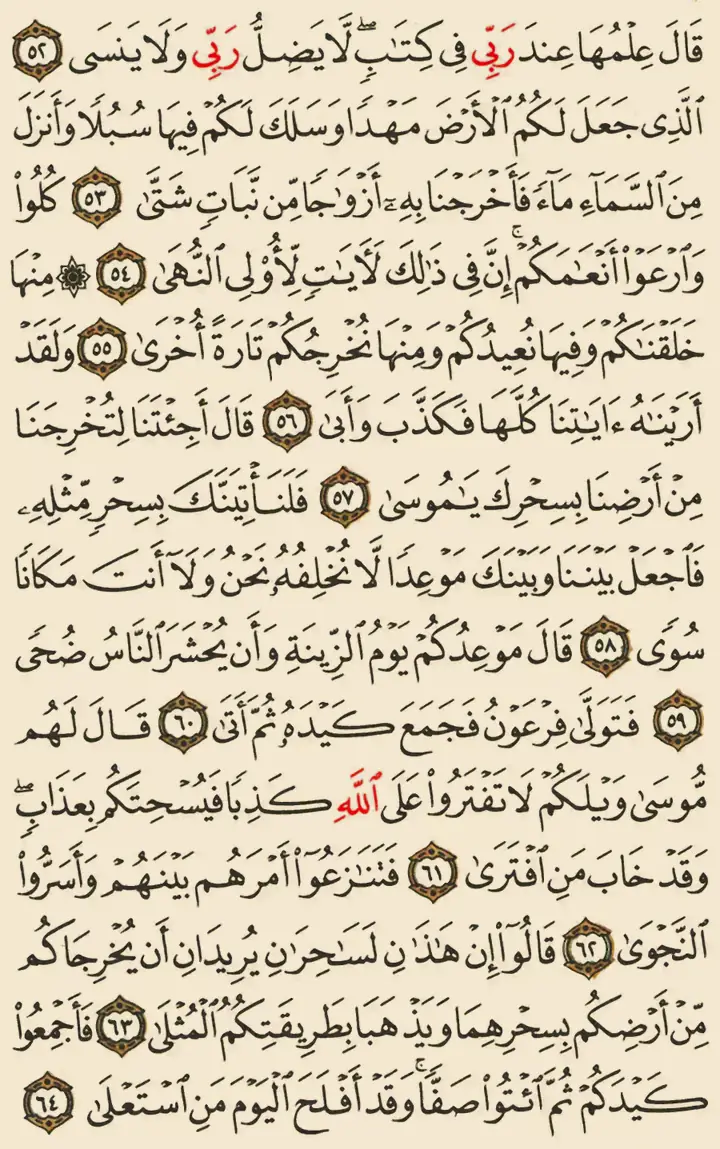 قَالَ عِلۡمُهَا عِندَ رَبِّي فِي كِتَٰبٖۖ لَّا يَضِلُّ رَبِّي وَلَا يَنسَى ٥٢
ٱلَّذِي جَعَلَ لَكُمُ ٱلۡأَرۡضَ مَهۡدٗا وَسَلَكَ لَكُمۡ فِيهَا سُبُلٗا وَأَنزَلَ
مِنَ ٱلسَّمَآءِ مَآءٗ فَأَخۡرَجۡنَا بِهِۦٓ أَزۡوَٰجٗا مِّن نَّبَاتٖ شَتَّىٰ ٥٣ كُلُواْ
وَٱرۡعَوۡاْ أَنۡعَٰمَكُمۡۚ إِنَّ فِي ذَٰلِكَ لَأٓيَٰتٖ لِّأُوْلِي ٱلنُّهَىٰ ٥٤ ۞ مِنۡهَا
خَلَقۡنَٰكُمۡ وَفِيهَا نُعِيدُكُمۡ وَمِنۡهَا نُخۡرِجُكُمۡ تَارَةً أُخۡرَىٰ ٥٥ وَلَقَدۡ
أَرَيۡنَٰهُ ءَايَٰتِنَا كُلَّهَا فَكَذَّبَ وَأَبَىٰ ٥٦ قَالَ أَجِئۡتَنَا لِتُخۡرِجَنَا
مِنۡ أَرۡضِنَا بِسِحۡرِكَ يَٰمُوسَىٰ ٥٧ فَلَنَأۡتِيَنَّكَ بِسِحۡرٖ مِّثۡلِهِۦ
فَٱجۡعَلۡ بَيۡنَنَا وَبَيۡنَكَ مَوۡعِدٗا لَّا نُخۡلِفُهُۥ نَحۡنُ وَلَآ أَنتَ مَكَانٗا
سُوٗى ٥٨ قَالَ مَوۡعِدُكُمۡ يَوۡمُ ٱلزِّينَةِ وَأَن يُحۡشَرَ ٱلنَّاسُ ضُحٗى
٥٩ فَتَوَلَّىٰ فِرۡعَوۡنُ فَجَمَعَ كَيۡدَهُۥ ثُمَّ أَتَىٰ ٦٠ قَالَ لَهُم
مُّوسَىٰ وَيۡلَكُمۡ لَا تَفۡتَرُواْ عَلَى ٱللَّهِ كَذِبٗا فَيُسۡحِتَكُم بِعَذَابٖۖ
وَقَدۡ خَابَ مَنِ ٱفۡتَرَىٰ ٦١ فَتَنَٰزَعُوٓاْ أَمۡرَهُم بَيۡنَهُمۡ وَأَسَرُّواْ
ٱلنَّجۡوَىٰ ٦٢ قَالُوٓاْ إِنۡ هَٰذَٰنِ لَسَٰحِرَٰنِ يُرِيدَانِ أَن يُخۡرِجَاكُم
مِّنۡ أَرۡضِكُم بِسِحۡرِهِمَا وَيَذۡهَبَا بِطَرِيقَتِكُمُ ٱلۡمُثۡلَىٰ ٦٣ فَأَجۡمِعُواْ
كَيۡدَكُمۡ ثُمَّ ٱئۡتُواْ صَفّٗاۚ وَقَدۡ أَفۡلَحَ ٱلۡيَوۡمَ مَنِ ٱسۡتَعۡلَىٰ ٦٤